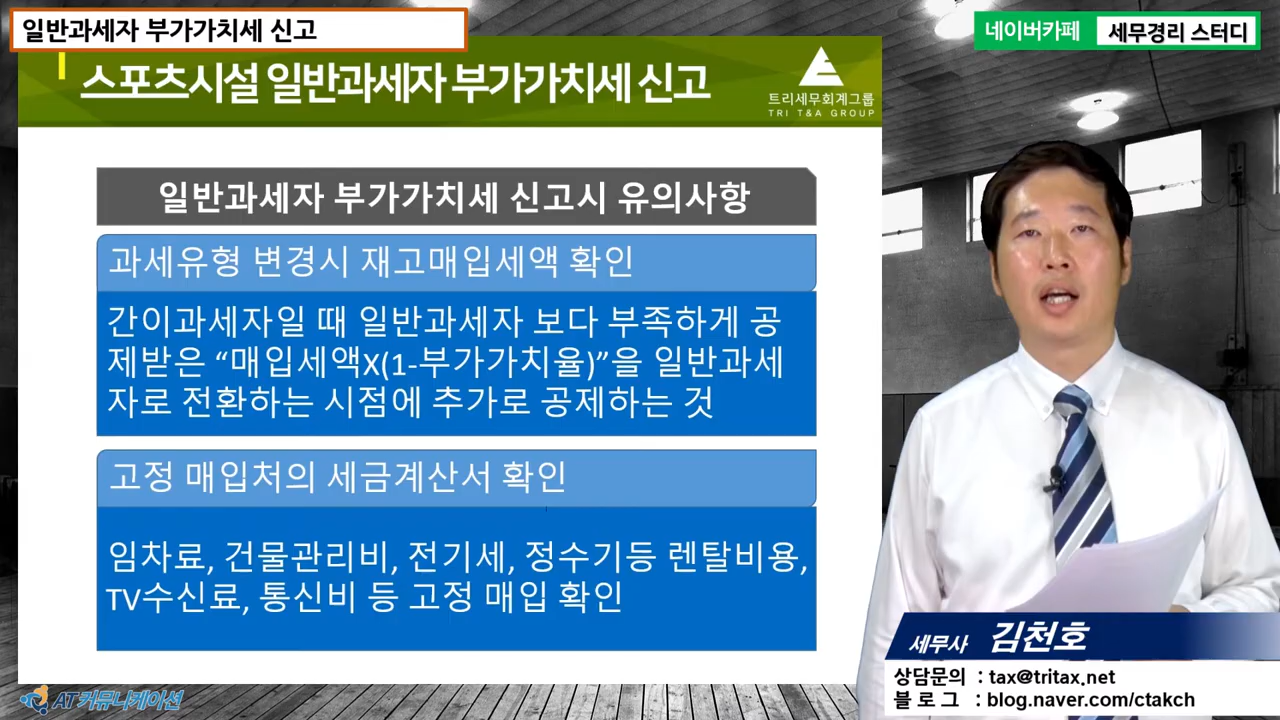 일반과세자 부가가치세 신고
네이버카페 세무경리 스터디
스포츠시설 일반과세자 부가가치세 신고
트리세무회계그룹
TRI T&A GROUP
일반과세자 부가가치세 신고시 유의사항
과세유형 변경시 재고매입세액 확인
간이과세자일 때 일반과세자 보다 부족하게 공
제받은 “매입세액X(1-부가가치율)”을 일반과세
자로 전환하는 시점에 추가로 공제하는 것
고정 매입처의 세금계산서 확인
임차료, 건물관리비, 전기세, 정수기등 렌탈비용,
TV수신료, 통신비 등 고정 매입 확인
세무사 김천호
상담문의 : tax@tritax.net
블로그 : blog.naver.com/ctakch
AT커뮤니케이션